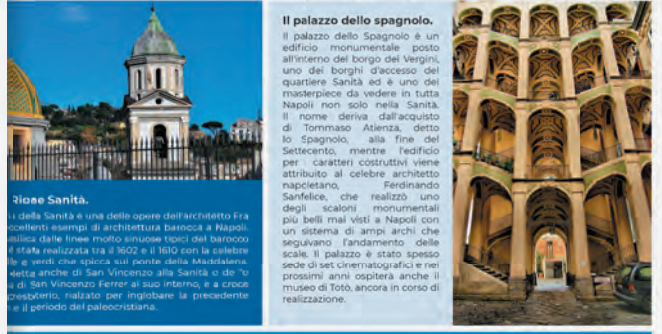 Il palazzo dello Spagnolo.
Il palazzo dello Spagnolo è un
edificio monumentale posto
all'interno del borgo dei Vergini,
uno dei borghi d'accesso del
quartiere Sanità ed è uno dei
masterpiece da vedere in tutta
Napoli non solo nella Sanità.
Il nome deriva dall'acquisto
di Tommaso Atienza, detto
lo Spagnolo, alla fine del
Settecento, mentre l'edificio
per i caratteri costruttivi viene
attribuito al celebre architetto
napoletano, Ferdinando
Sanfelice, che realizzò uno
degli scaloni monumentali
più belli mai visti a Napoli con
un sistema di ampi archi che
seguivano l'andamento delle
scale. Il palazzo è stato spesso
sede di set cinematografici e nei
prossimi anni ospiterà anche il
museo di Totò, ancora in corso di
realizzazione.
Rione Sanità.
della Sanità è una delle opere dell'architetto Fra
eccellenti esempi di architettura barocca a Napoli.
basilica dalle linee molto sinuose tipici del barocco
è stata realizzata tra il 1602 e il 1610 con la celebre
e verdi che spicca sul ponte della Maddalena
detta anche di San Vincenzo alla Sanità o de "o
a di San Vincenzo Ferrer al suo interno, è a croce
presbiterio, rialzato per inglobare la precedente
e il periodo del paleocristiana.